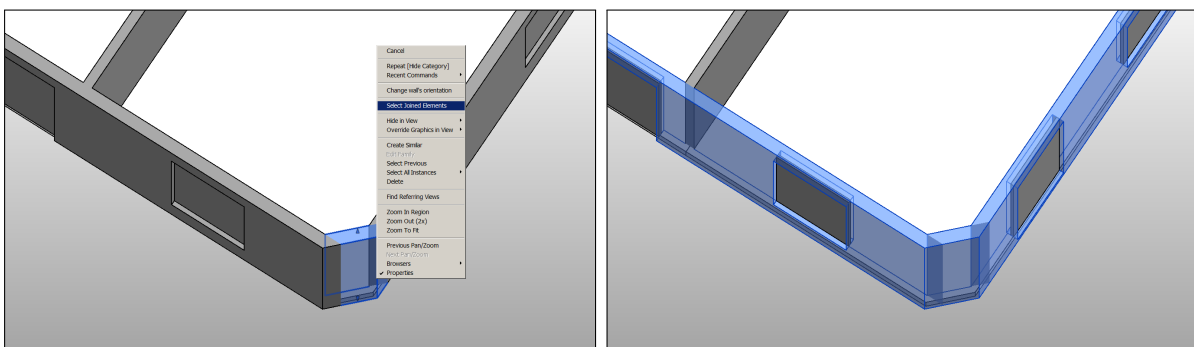 Cancel
Repeat [Hide Category]
Recent Commands
Change wall's orientation
Select Joined Elements
Hide in View
Override Graphics in View
Create Similar
Edit Family
Select Previous
Select All Instances
Delete
Find Referring Views
Zoom In Region
Zoom Out (2x)
Zoom To Fit
Previous Pan/Zoom
Next Pan/Zoom
Browsers
Properties